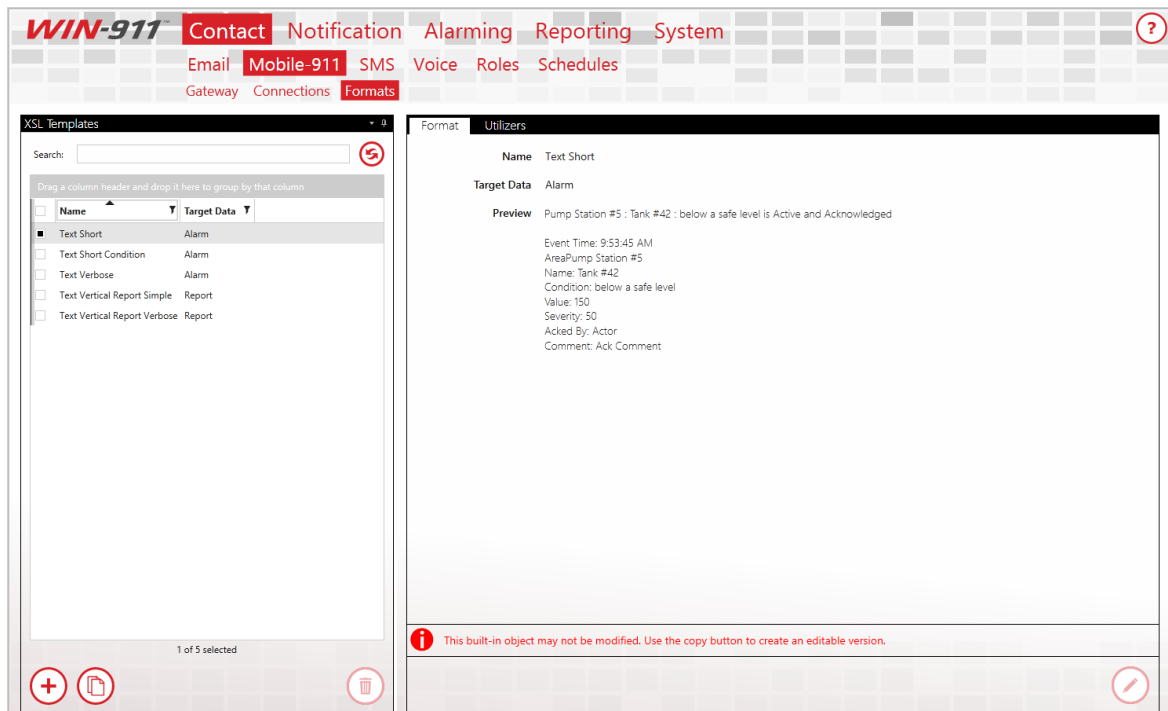 WIN-911™ Contact Notification Alarming Reporting System ?
Email Mobile-911 SMS Voice Roles Schedules
Gateway Connections Formats
XSL Templates
Search:
Drag a column header and drop it here to group by that column
Name Target Data
Text Short Alarm
Text Short Condition Alarm
Text Verbose Alarm
Text Vertical Report Simple Report
Text Vertical Report Verbose Report
1 of 5 selected
Format Utilizers
Name Text Short
Target Data Alarm
Preview Pump Station #5 : Tank #42 : below a safe level is Active and Acknowledged
Event Time: 9:53:45 AM
AreaPump Station #5
Name: Tank #42
Condition: below a safe level
Value: 150
Severity: 50
Acked By: Actor
Comment: Ack Comment
This built-in object may not be modified. Use the copy button to create an editable version.